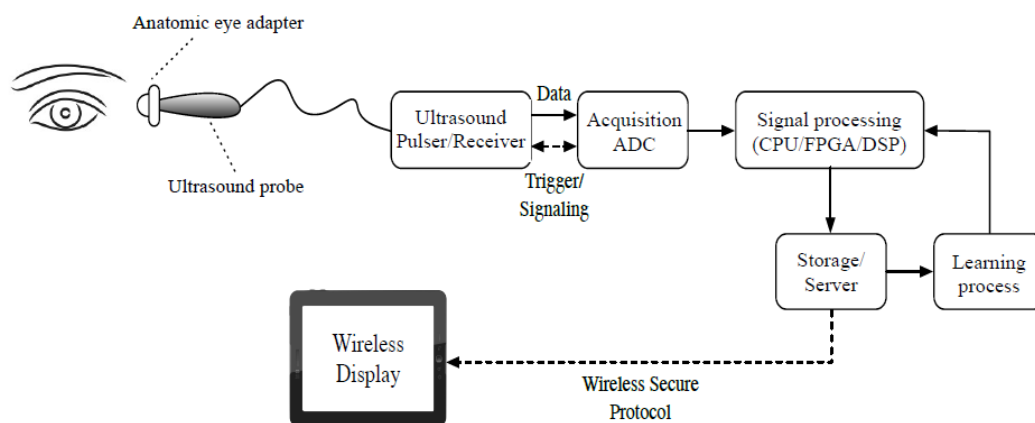 Anatomic eye adapter
Ultrasound probe
Ultrasound
Pulser/Receiver
Data
Trigger/
Signaling
Acquisition
ADC
Signal processing
(CPU/FPGA/DSP)
Storage/
Server
Learning
process
Wireless
Display
Wireless Secure
Protocol